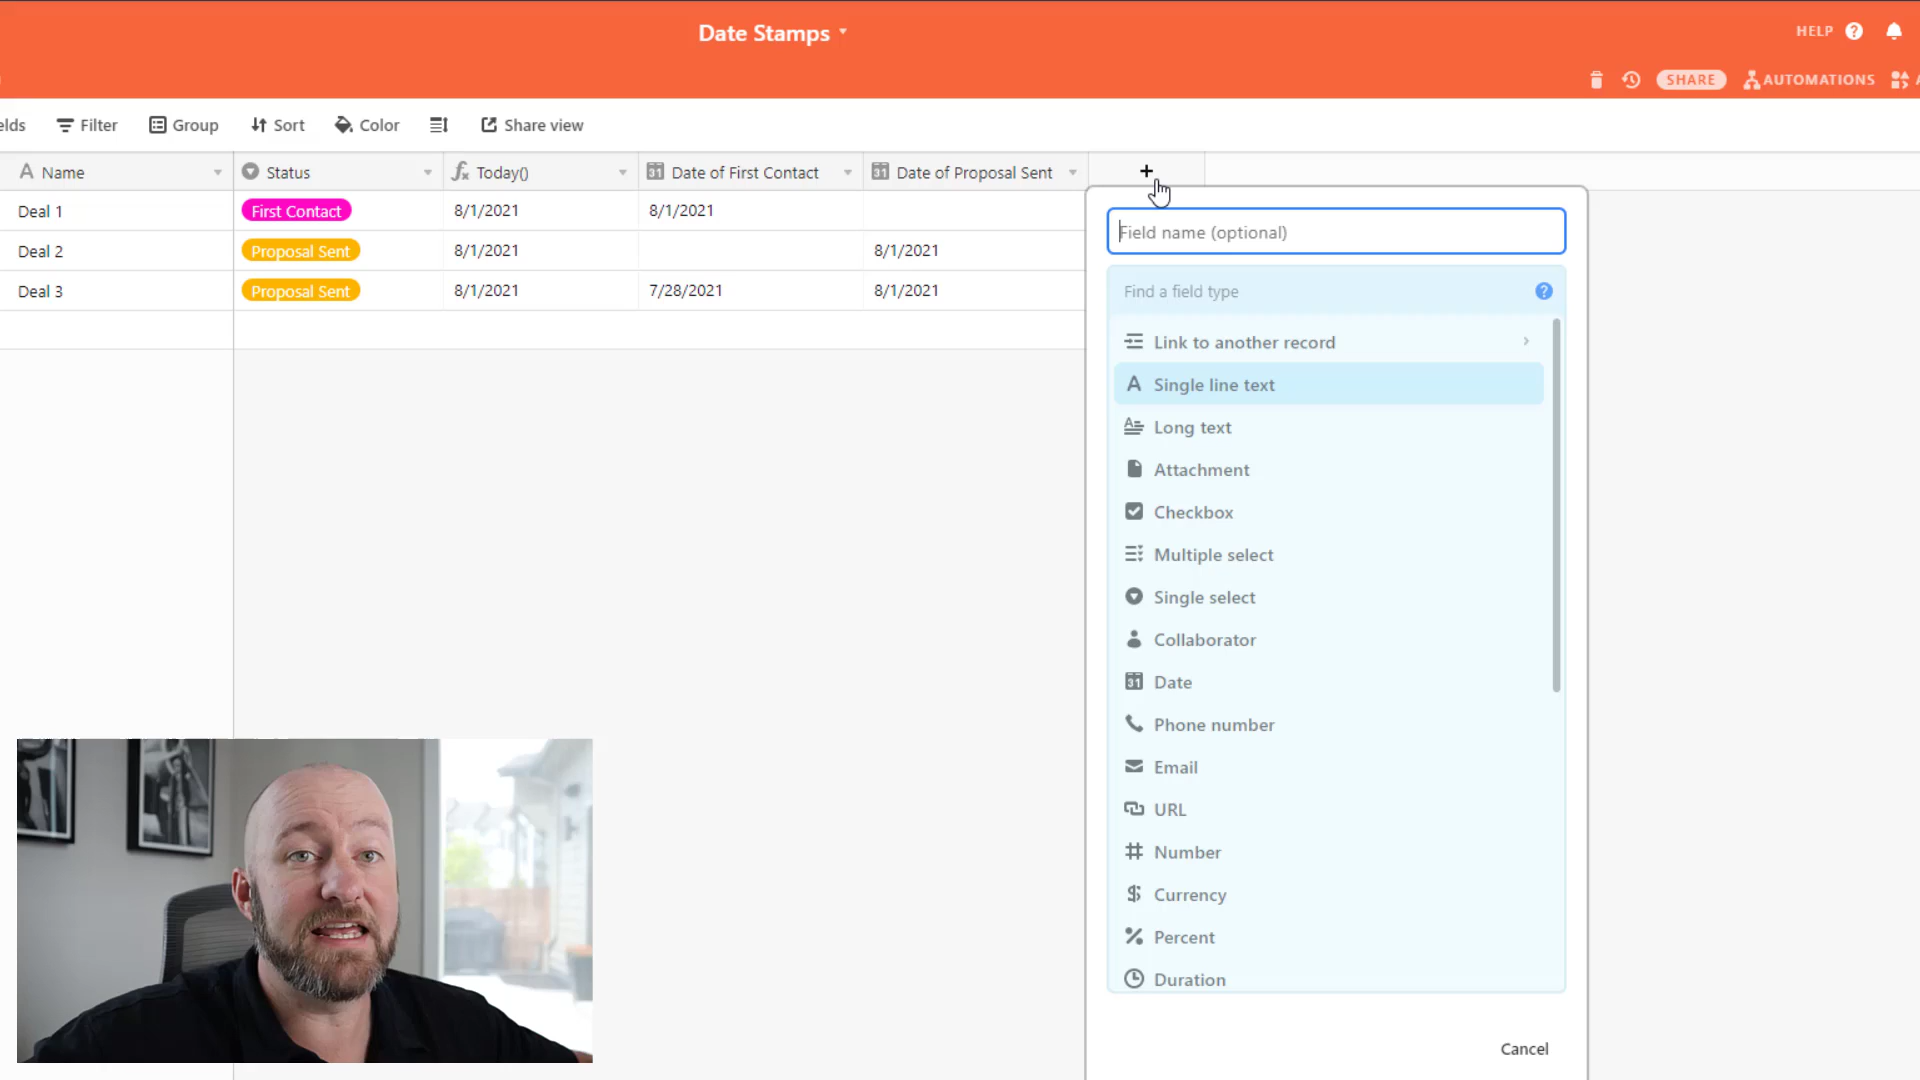 Date Stamps
HELP ?
SHARE AUTOMATIONS A
elds Filter Group Sort Color Share view
A Name Status fx Today() 31 Date of First Contact 31 Date of Proposal Sent +
Deal 1 First Contact 8/1/2021 8/1/2021
Deal 2 Proposal Sent 8/1/2021 8/1/2021
Deal 3 Proposal Sent 8/1/2021 7/28/2021 8/1/2021
Field name (optional)
Find a field type ?
Link to another record
A Single line text
Long text
Attachment
Checkbox
Multiple select
Single select
Collaborator
31 Date
Phone number
Email
URL
# Number
$ Currency
% Percent
Duration
Cancel